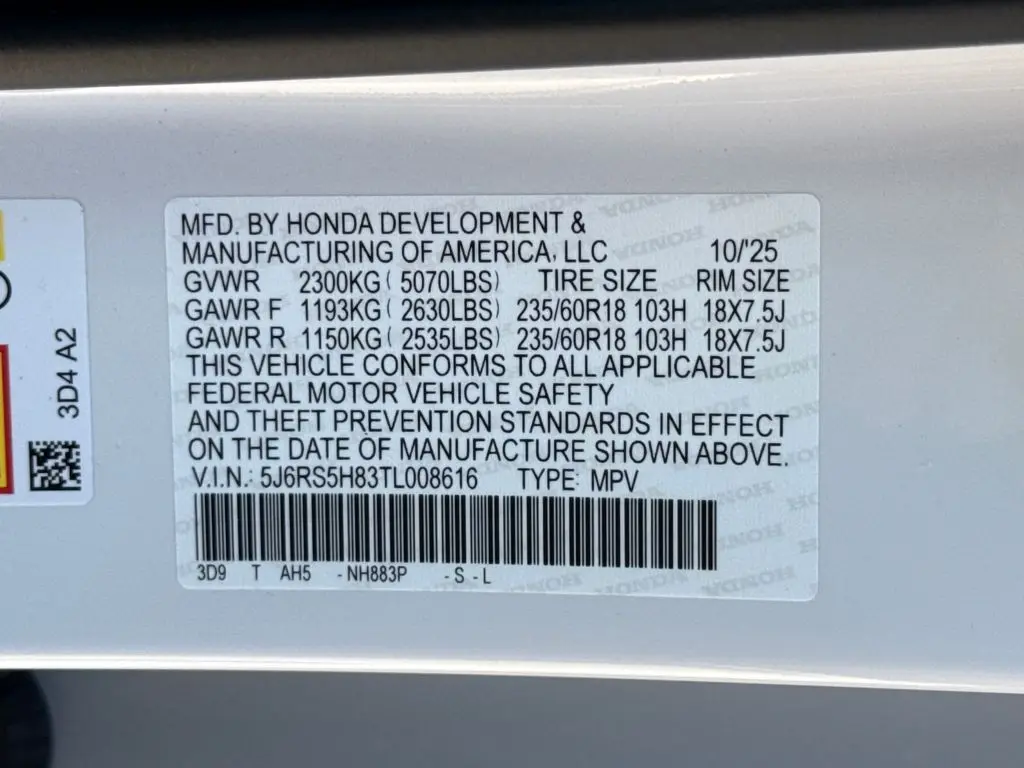 MFD. BY HONDA DEVELOPMENT &
MANUFACTURING OF AMERICA, LLC 10/'25
GVWR 2300KG ( 5070LBS) TIRE SIZE RIM SIZE
GAWR F 1193KG ( 2630LBS) 235/60R18 103H 18X7.5J
GAWR R 1150KG ( 2535LBS) 235/60R18 103H 18X7.5J
THIS VEHICLE CONFORMS TO ALL APPLICABLE
FEDERAL MOTOR VEHICLE SAFETY
AND THEFT PREVENTION STANDARDS IN EFFECT
ON THE DATE OF MANUFACTURE SHOWN ABOVE.
V.I.N.: 5J6RS5H83TL008616 TYPE: MPV
3D9 T AH5 -NH883P -S-L
3D4 A2
HONDA